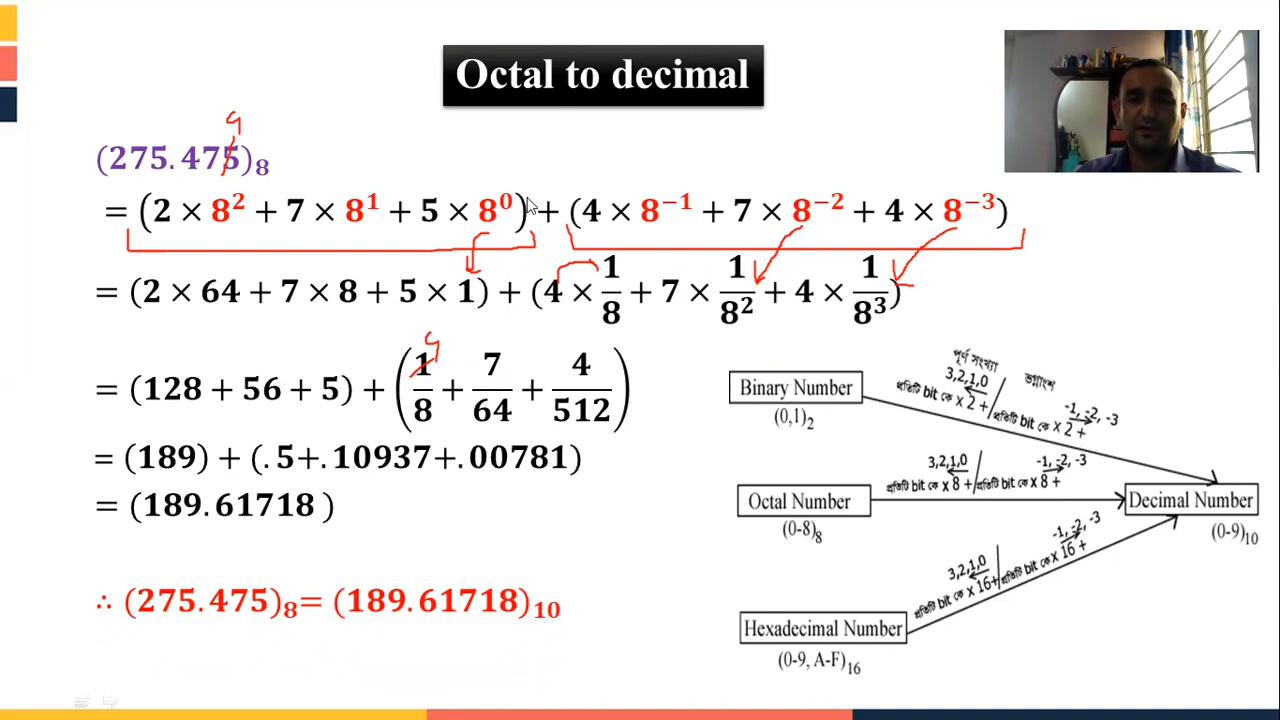 Octal to decimal
4
(275.475)₈
= (2 × 8² + 7 × 8¹ + 5 × 8⁰) + (4 × 8⁻¹ + 7 × 8⁻² + 4 × 8⁻³)
= (2 × 64 + 7 × 8 + 5 × 1) + (4 × 1/8 + 7 × 1/8² + 4 × 1/8³)
4
= (128 + 56 + 5) + (1/8 + 7/64 + 4/512)
= (189) + (.5+.10937+.00781)
= (189.61718 )
∴ (275.475)₈= (189.61718)₁₀
Binary Number
(0,1)₂
পূর্ণ সংখ্যা
3,2,1,0
প্রতিটি bit কে × 2 +
ভগ্নাংশ
-1, -2, -3
প্রতিটি bit কে × 2 +
Octal Number
(0-8)₈
3,2,1,0
প্রতিটি bit কে × 8 +
-1, -2, -3
প্রতিটি bit কে × 8 +
Decimal Number
(0-9)₁₀
Hexadecimal Number
(0-9, A-F)₁₆
3,2,1,0
প্রতিটি bit কে × 16+
-1, -2, -3
প্রতিটি bit কে × 16 +